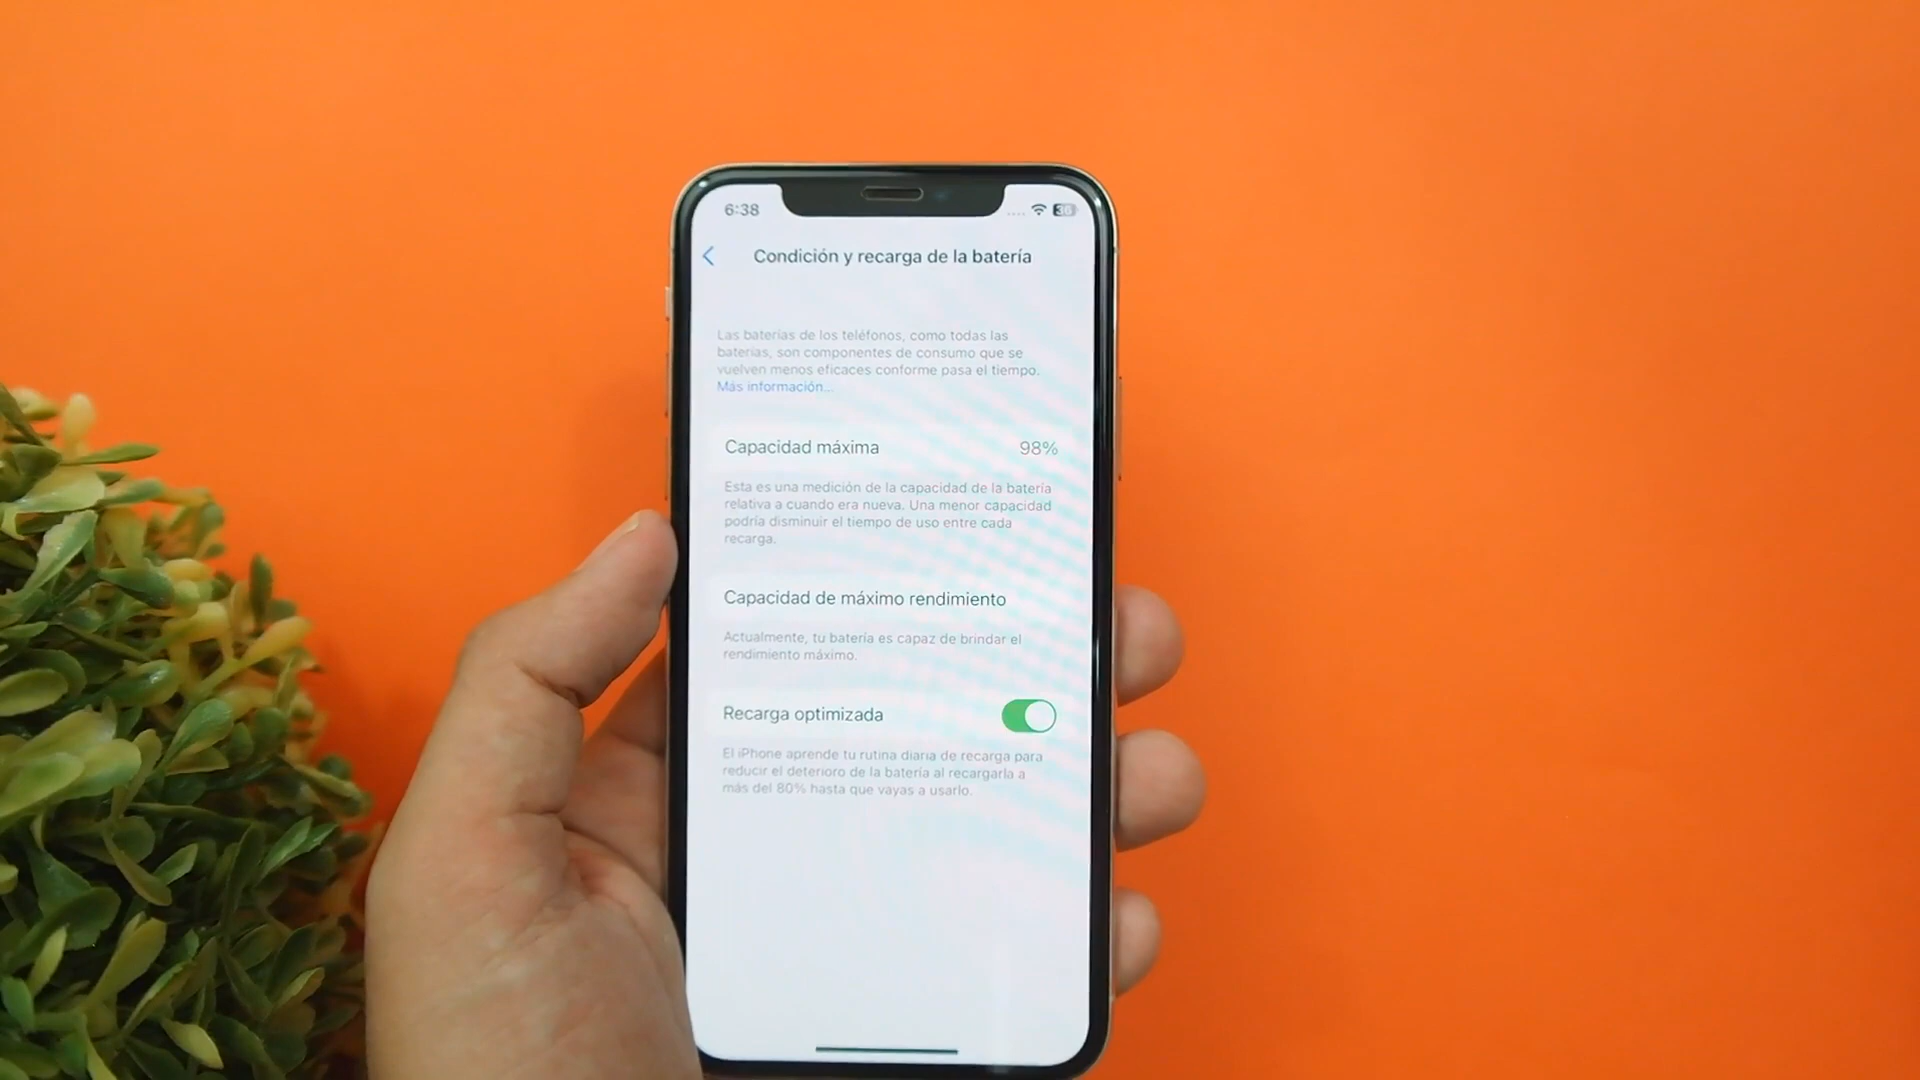 6:38
36
Condición y recarga de la batería
Las baterías de los teléfonos, como todas las
baterías, son componentes de consumo que se
vuelven menos eficaces conforme pasa el tiempo.
Más información...
Capacidad máxima 98%
Esta es una medición de la capacidad de la batería
relativa a cuando era nueva. Una menor capacidad
podría disminuir el tiempo de uso entre cada
recarga.
Capacidad de máximo rendimiento
Actualmente, tu batería es capaz de brindar el
rendimiento máximo.
Recarga optimizada
El iPhone aprende tu rutina diaria de recarga para
reducir el deterioro de la batería al recargarla a
más del 80% hasta que vayas a usarlo.